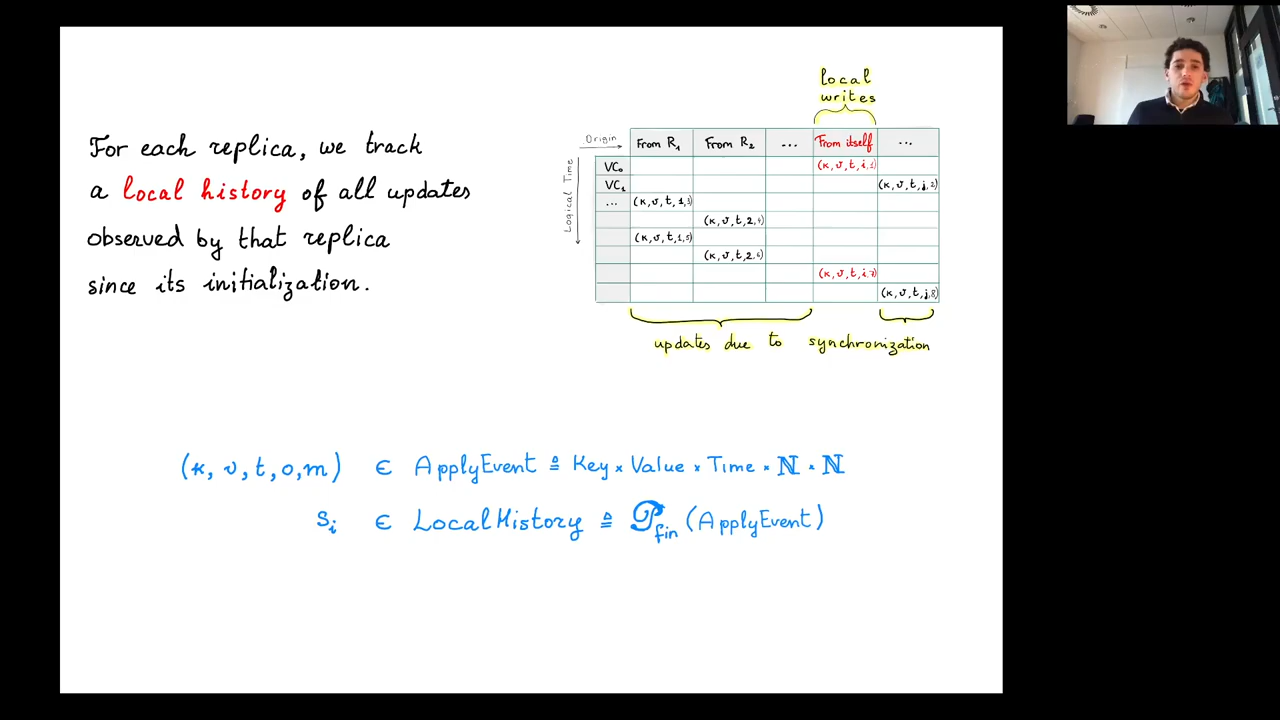 For each replica, we track
a local history of all updates
observed by that replica
since its initialization.
local
writes
Origin
Logical Time
From R₁ From R₂ ... From itself ...
VC₀ (κ, v, t, i, 1)
VC₁ (κ, v, t, j, 2)
... (κ, v, t, 1, 3)
(κ, v, t, 2, 4)
(κ, v, t, 1, 5)
(κ, v, t, 2, 6)
(κ, v, t, i, 7)
(κ, v, t, j, 8)
updates due to synchronization
(κ, v, t, o, m) ∈ ApplyEvent ≜ Key × Value × Time × ℕ × ℕ
sᵢ ∈ LocalHistory ≜ 𝒫fin (ApplyEvent)